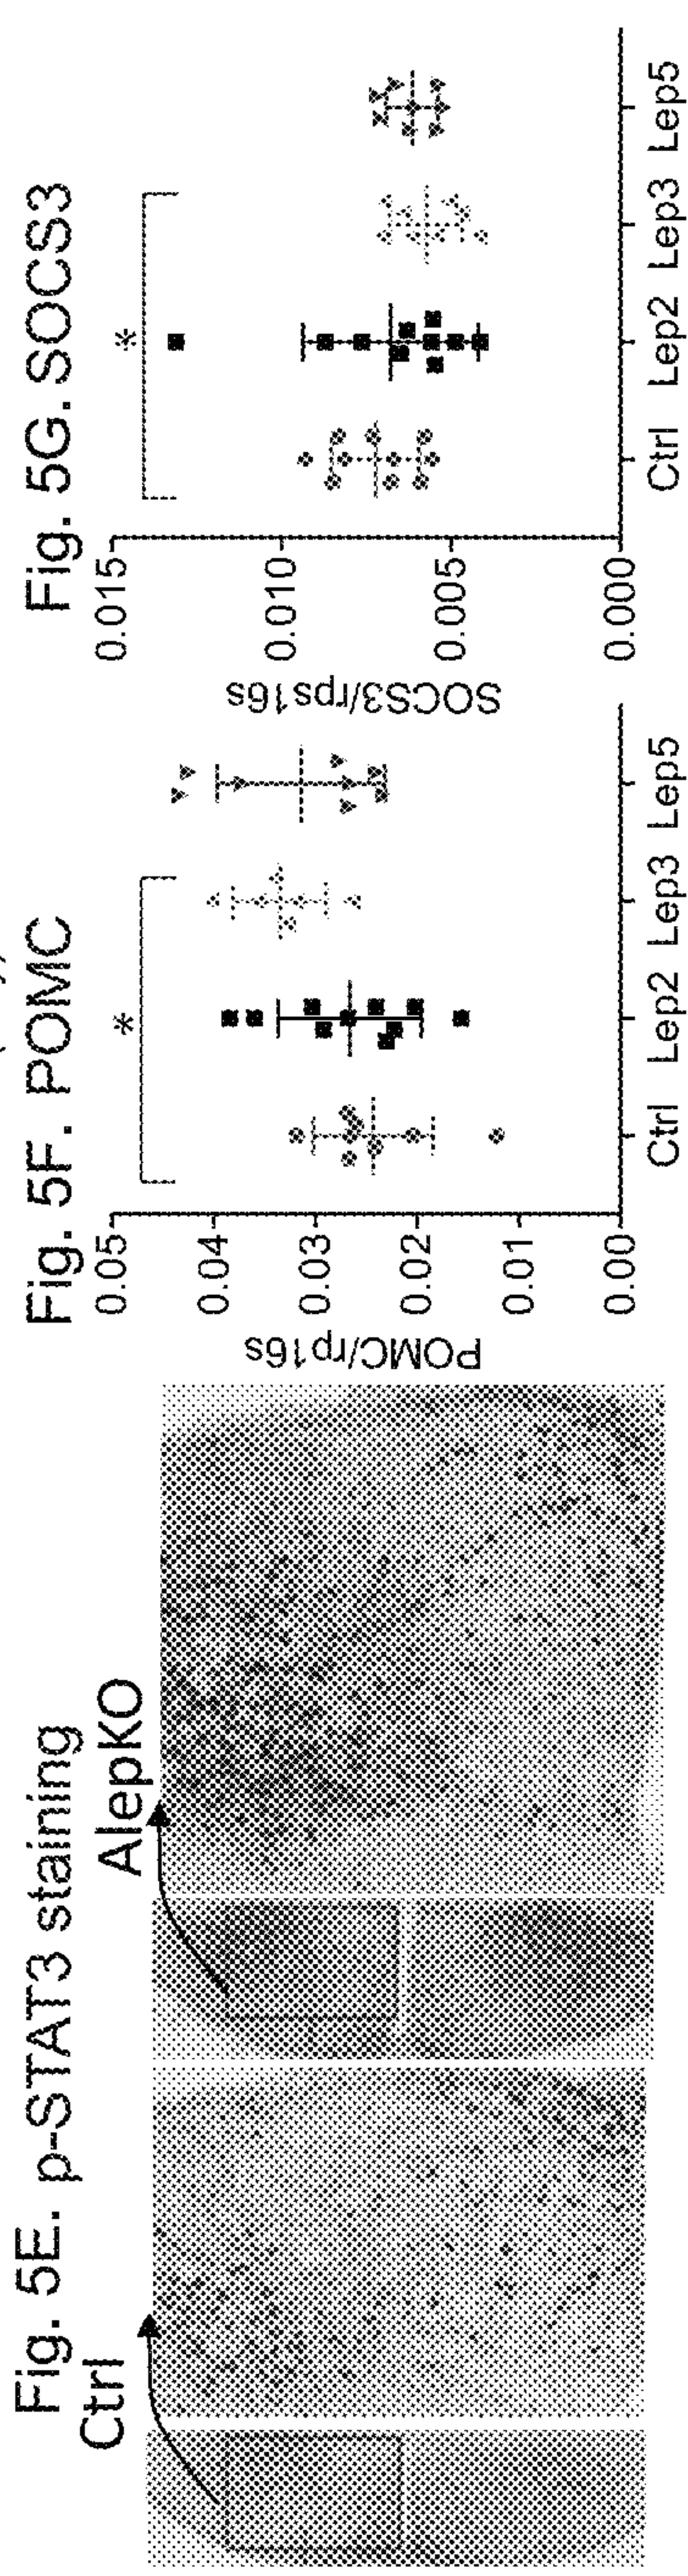 Fig. 5E. p-STAT3 staining
Ctrl
AlepKO
Fig. 5F. POMC
*
POMC/rp16s
0.05
0.04
0.03
0.02
0.01
0.00
Ctrl Lep2 Lep3 Lep5
Fig. 5G. SOCS3
*
SOCS3/rps16s
0.015
0.010
0.005
0.000
Ctrl Lep2 Lep3 Lep5